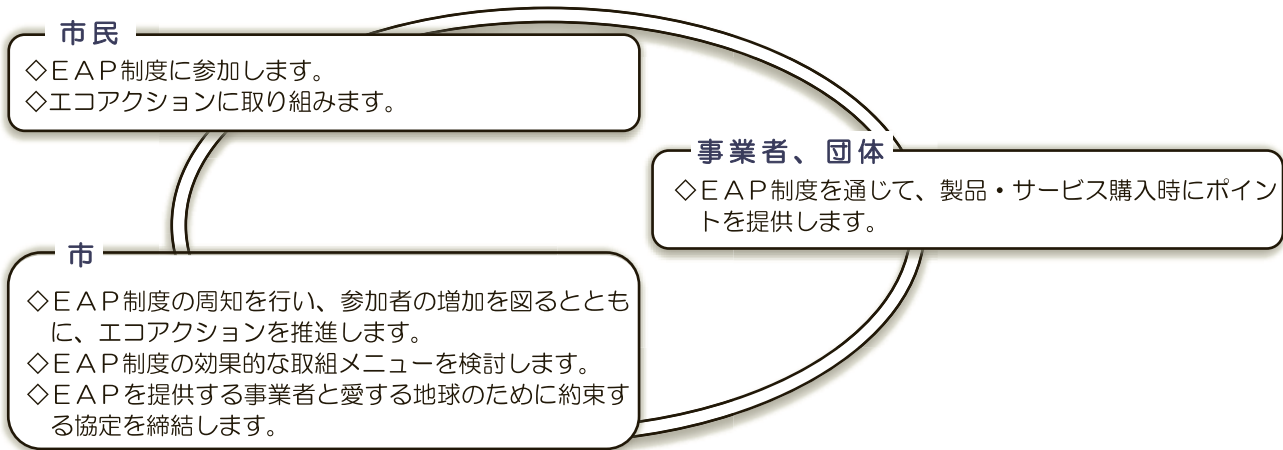 市民
◇ＥＡＰ制度に参加します。
◇エコアクションに取り組みます。
事業者、団体
◇ＥＡＰ制度を通じて、製品・サービス購入時にポイン
トを提供します。
市
◇ＥＡＰ制度の周知を行い、参加者の増加を図るととも
に、エコアクションを推進します。
◇ＥＡＰ制度の効果的な取組メニューを検討します。
◇ＥＡＰを提供する事業者と愛する地球のために約束す
る協定を締結します。